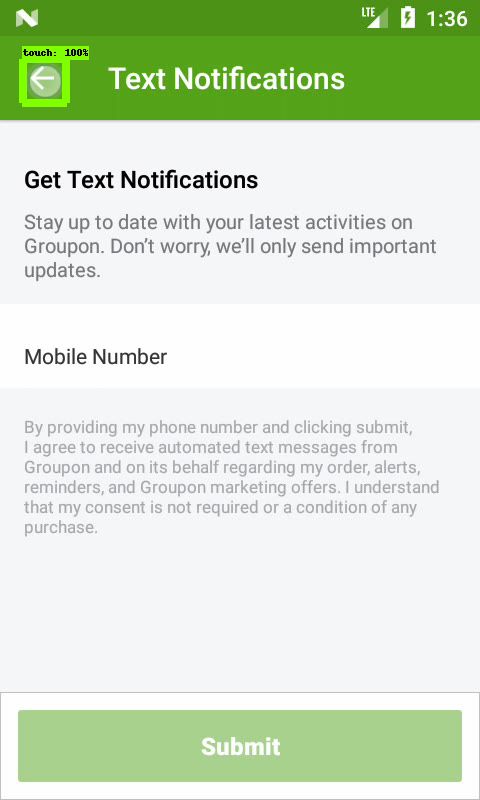 LTE 1:36
touch: 100%
Text Notifications
Get Text Notifications
Stay up to date with your latest activities on
Groupon. Don’t worry, we’ll only send important
updates.
Mobile Number
By providing my phone number and clicking submit,
I agree to receive automated text messages from
Groupon and on its behalf regarding my order, alerts,
reminders, and Groupon marketing offers. I understand
that my consent is not required or a condition of any
purchase.
Submit